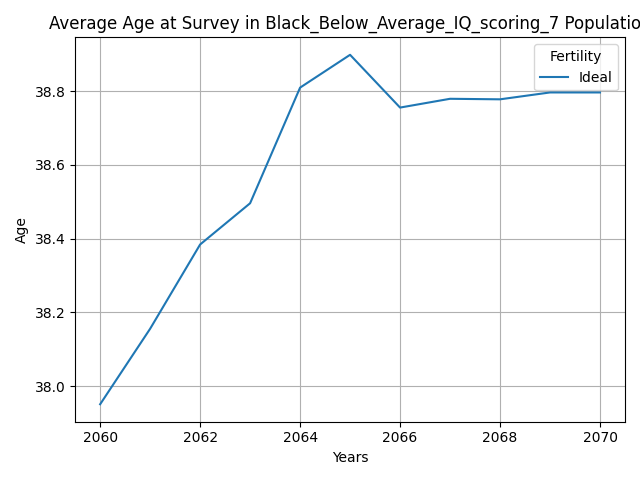 Average Age at Survey in Black_Below_Average_IQ_scoring_7 Populatio
Fertility
Ideal
38.8
38.6
38.4
38.2
38.0
Age
2060 2062 2064 2066 2068 2070
Years